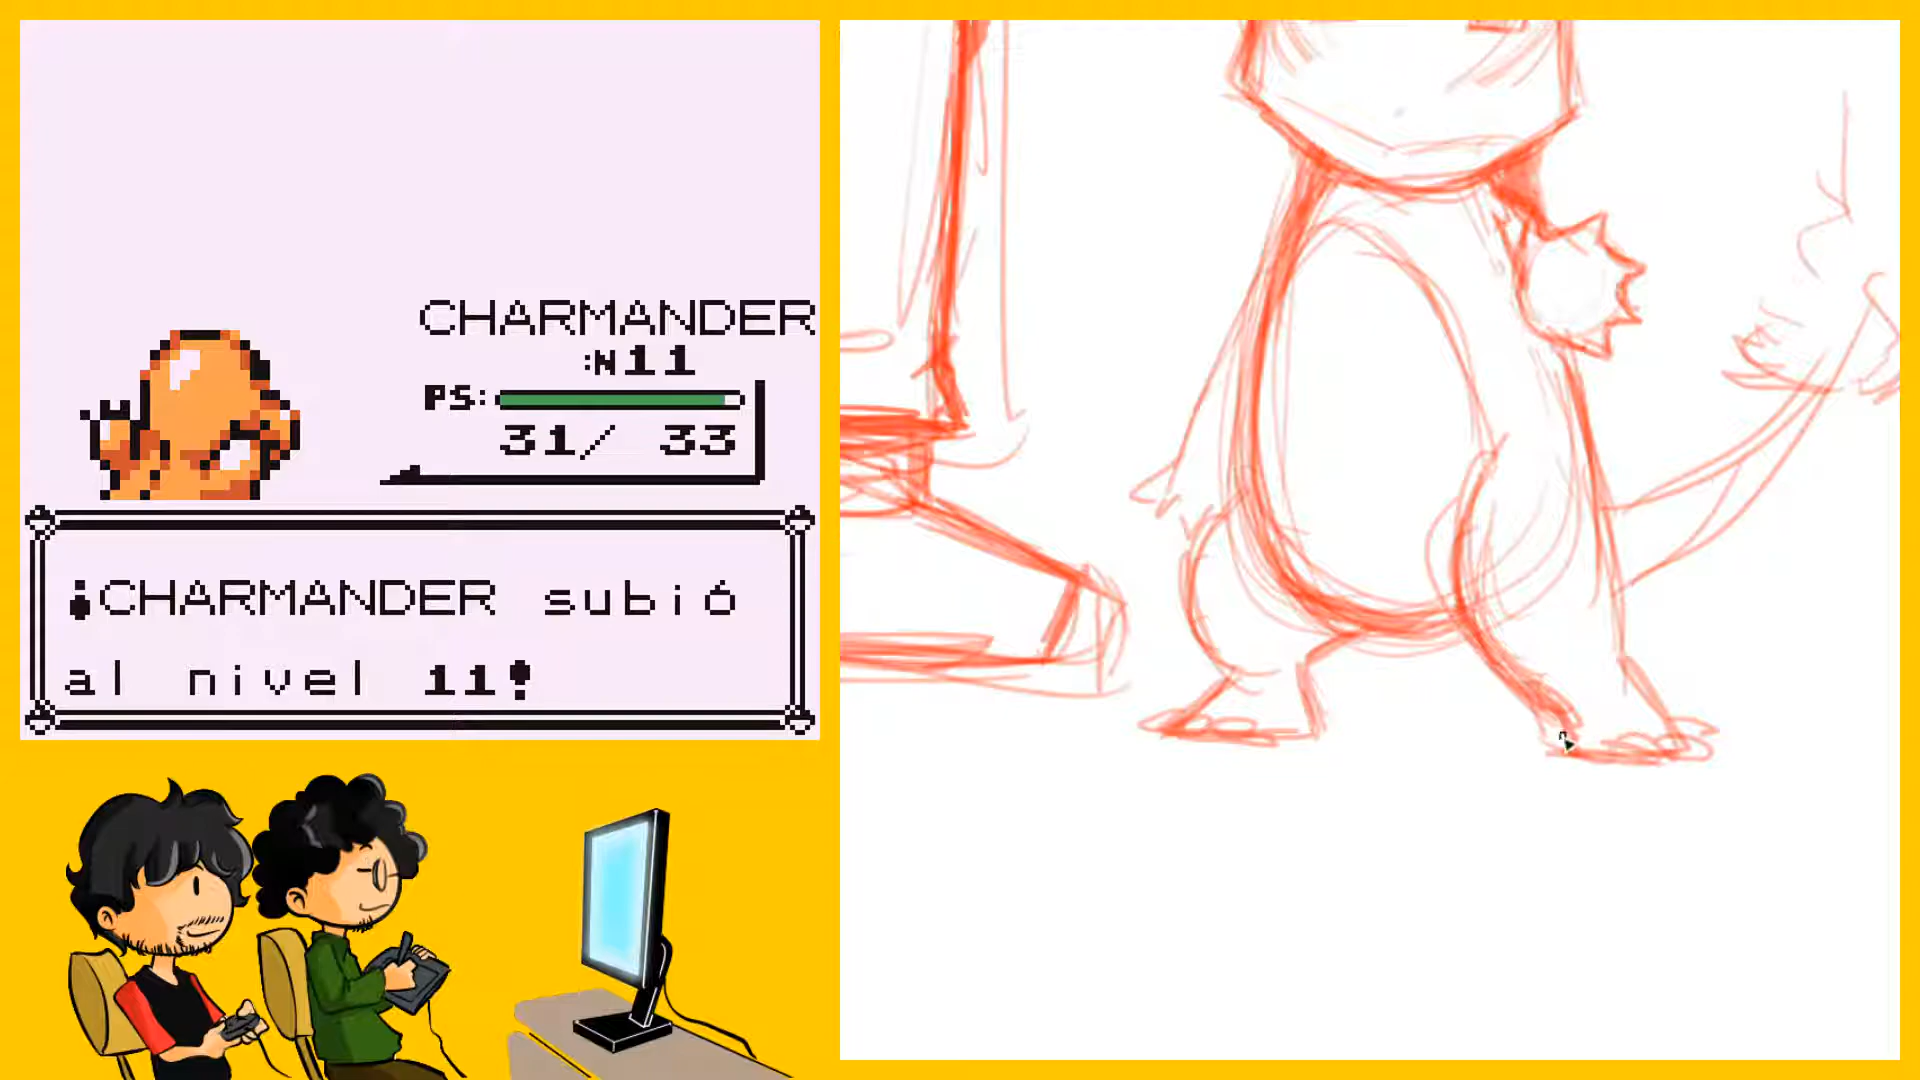 CHARMANDER
:N11
PS:
31/ 33
¡CHARMANDER subió
al nivel 11!